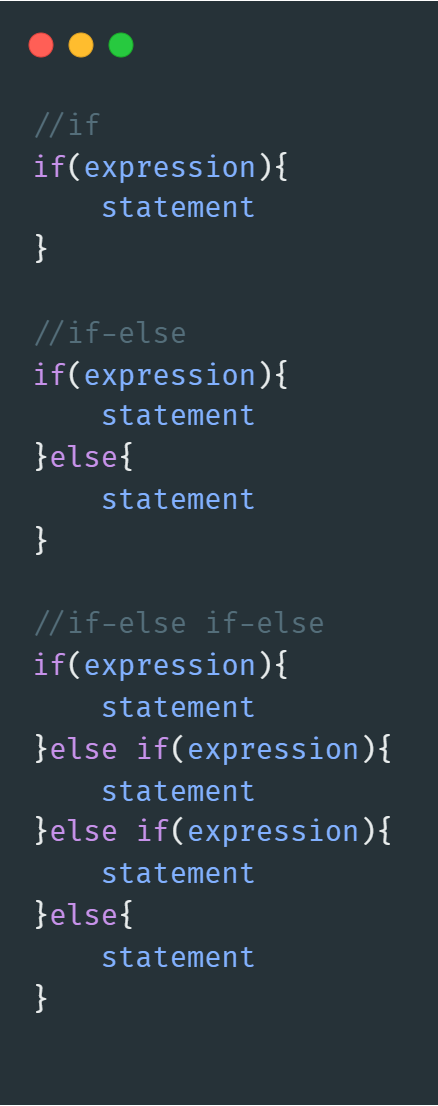 //if
if(expression){
    statement
}

//if-else
if(expression){
    statement
}else{
    statement
}

//if-else if-else
if(expression){
    statement
}else if(expression){
    statement
}else if(expression){
    statement
}else{
    statement
}